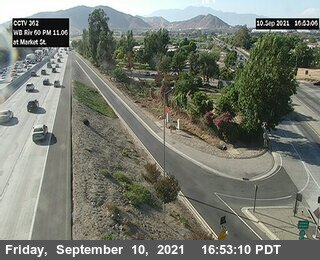 CCTV 362
WB Riv 60 PM 11.06
at Market St.
10.Sep 2021 16:53:06
Friday, September 10, 2021 16:53:10 PDT